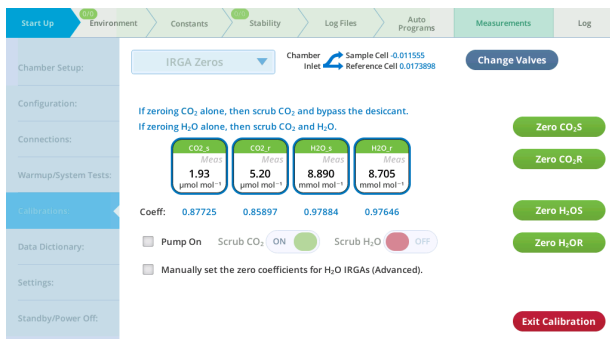 Start Up
0/0
Environment
Constants
Stability
Log Files
Auto
Programs
Measurements
Log
Chamber Setup:
Configuration:
Connections:
Warmup/System Tests:
Calibrations:
Data Dictionary:
Settings:
Standby/Power Off:
IRGA Zeros
Chamber
Inlet
Sample Cell -0.011555
Reference Cell 0.0173898
Change Valves
If zeroing CO₂ alone, then scrub CO₂ and bypass the desiccant.
If zeroing H₂O alone, then scrub CO₂ and H₂O.
CO2_s CO2_r H2O_s H2O_r
Meas Meas Meas Meas
1.93 5.20 8.890 8.705
µmol mol⁻¹ µmol mol⁻¹ mmol mol⁻¹ mmol mol⁻¹
Coeff: 0.87725 0.85897 0.97884 0.97646
Pump On Scrub CO₂ ON Scrub H₂O OFF
Manually set the zero coefficients for H₂O IRGAs (Advanced).
Zero CO₂S
Zero CO₂R
Zero H₂OS
Zero H₂OR
Exit Calibration